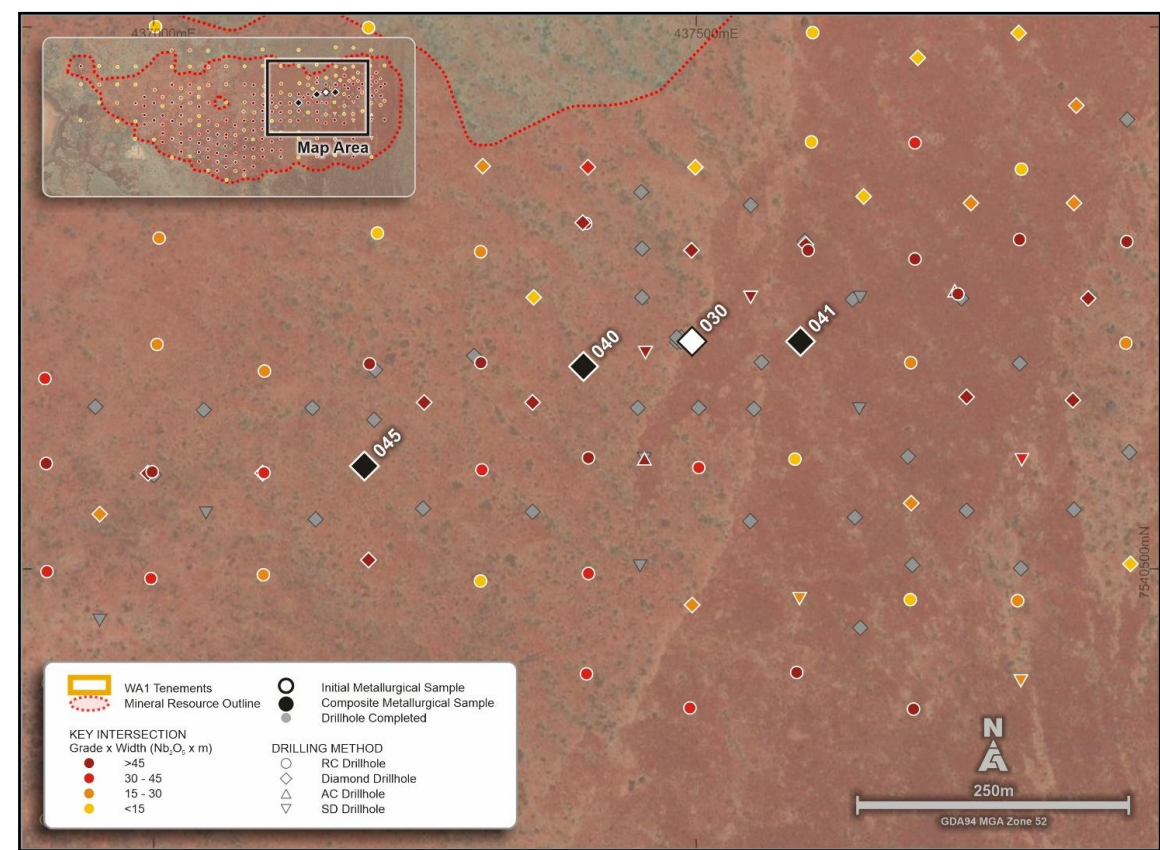 437000mE
437500mE
Map Area
030
041
040
045
7540500mN
WA1 Tenements
Mineral Resource Outline
KEY INTERSECTION
Grade x Width (Nb₂O₅ x m)
>45
30 - 45
15 - 30
<15
Initial Metallurgical Sample
Composite Metallurgical Sample
Drillhole Completed
DRILLING METHOD
RC Drillhole
Diamond Drillhole
AC Drillhole
SD Drillhole
N
250m
GDA94 MGA Zone 52